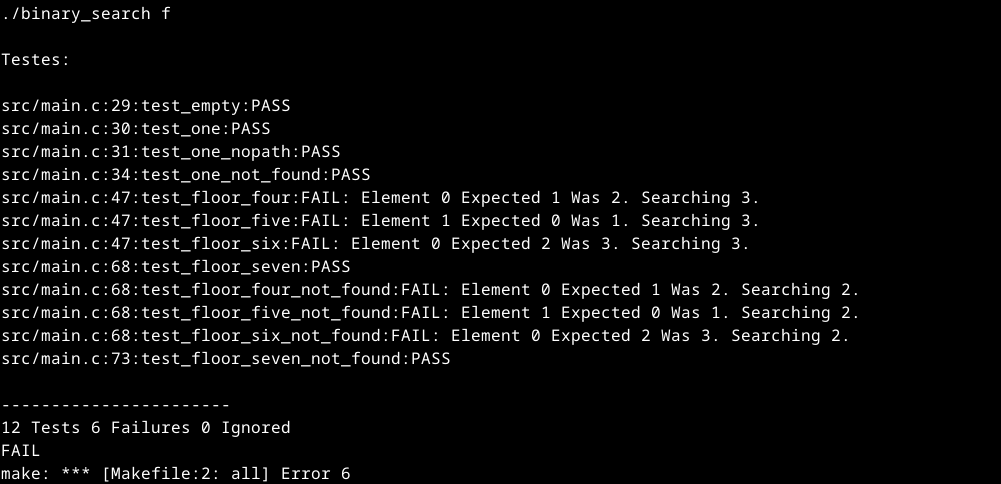 ./binary_search f
Testes:
src/main.c:29:test_empty:PASS
src/main.c:30:test_one:PASS
src/main.c:31:test_one_nopath:PASS
src/main.c:34:test_one_not_found:PASS
src/main.c:47:test_floor_four:FAIL: Element 0 Expected 1 Was 2. Searching 3.
src/main.c:47:test_floor_five:FAIL: Element 1 Expected 0 Was 1. Searching 3.
src/main.c:47:test_floor_six:FAIL: Element 0 Expected 2 Was 3. Searching 3.
src/main.c:68:test_floor_seven:PASS
src/main.c:68:test_floor_four_not_found:FAIL: Element 0 Expected 1 Was 2. Searching 2.
src/main.c:68:test_floor_five_not_found:FAIL: Element 1 Expected 0 Was 1. Searching 2.
src/main.c:68:test_floor_six_not_found:FAIL: Element 0 Expected 2 Was 3. Searching 2.
src/main.c:73:test_floor_seven_not_found:PASS
-----------------------
12 Tests 6 Failures 0 Ignored
FAIL
make: *** [Makefile:2: all] Error 6